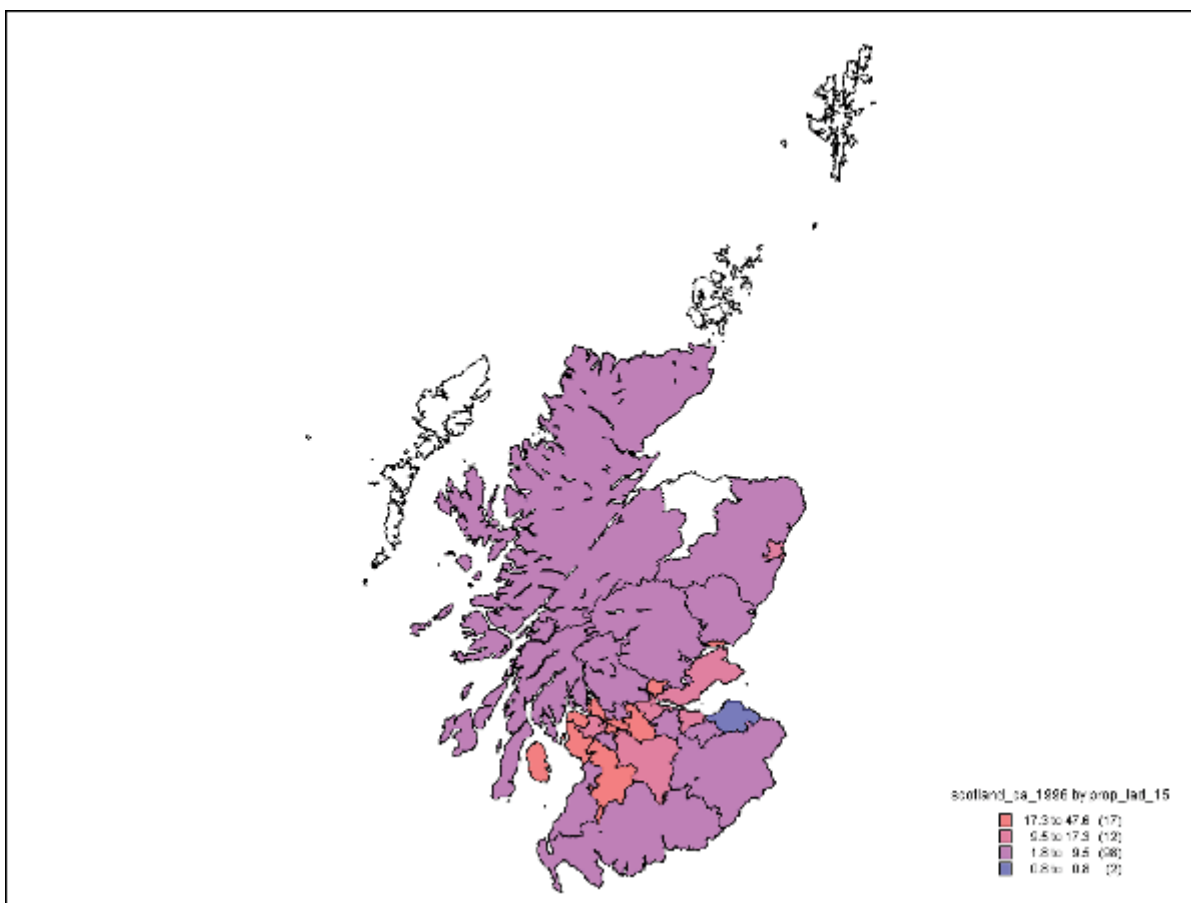 scotland_ca_1996 by prop_lad_15
17.3 to 47.6 (17)
9.5 to 17.3 (12)
1.8 to 9.5 (98)
0.8 to 0.8 (2)